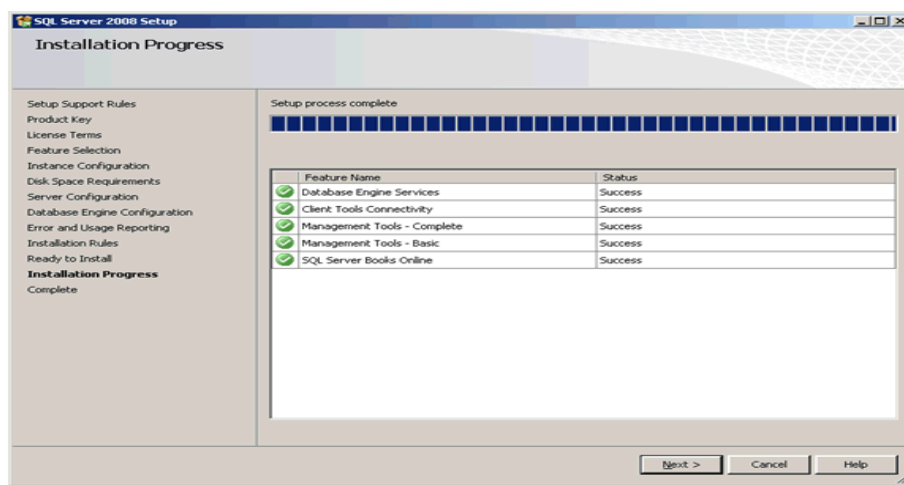 SQL Server 2008 Setup
Installation Progress
Setup Support Rules
Product Key
License Terms
Feature Selection
Instance Configuration
Disk Space Requirements
Server Configuration
Database Engine Configuration
Error and Usage Reporting
Installation Rules
Ready to Install
Installation Progress
Complete
Setup process complete
Feature Name Status
Database Engine Services Success
Client Tools Connectivity Success
Management Tools - Complete Success
Management Tools - Basic Success
SQL Server Books Online Success
Next > Cancel Help